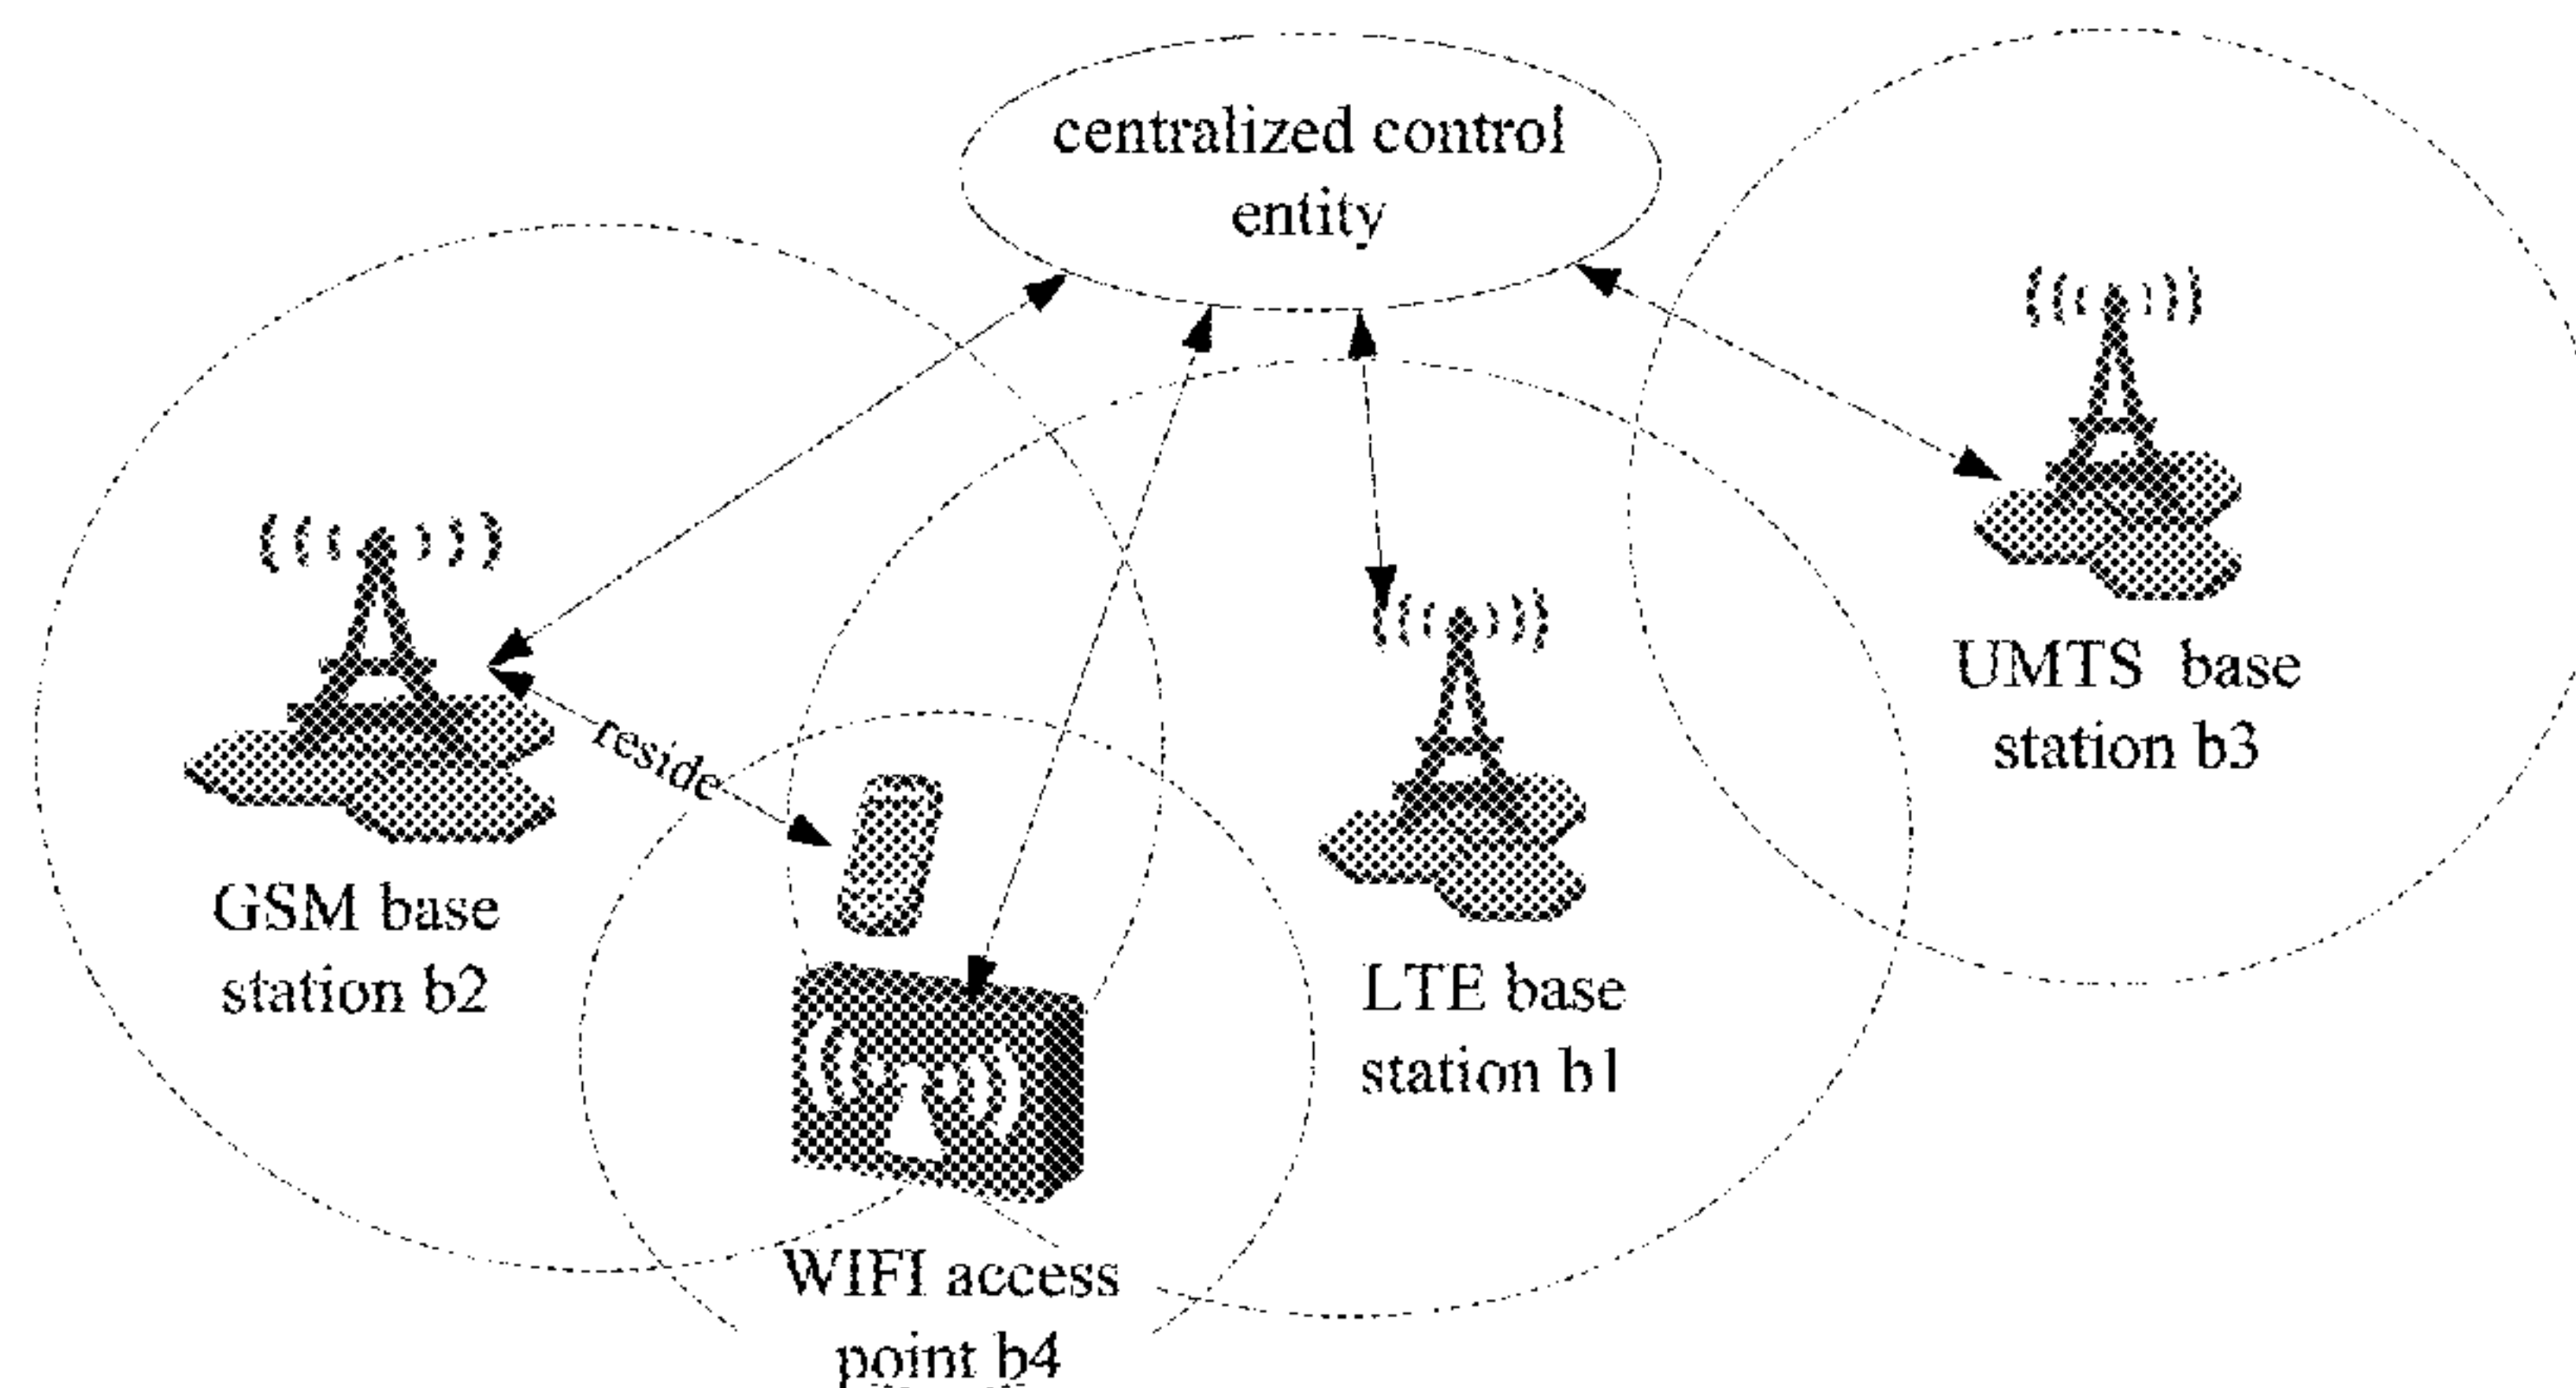 centralized control
entity
UMTS base
station b3
reside
GSM base
station b2
LTE base
station b1
WIFI access
point b4